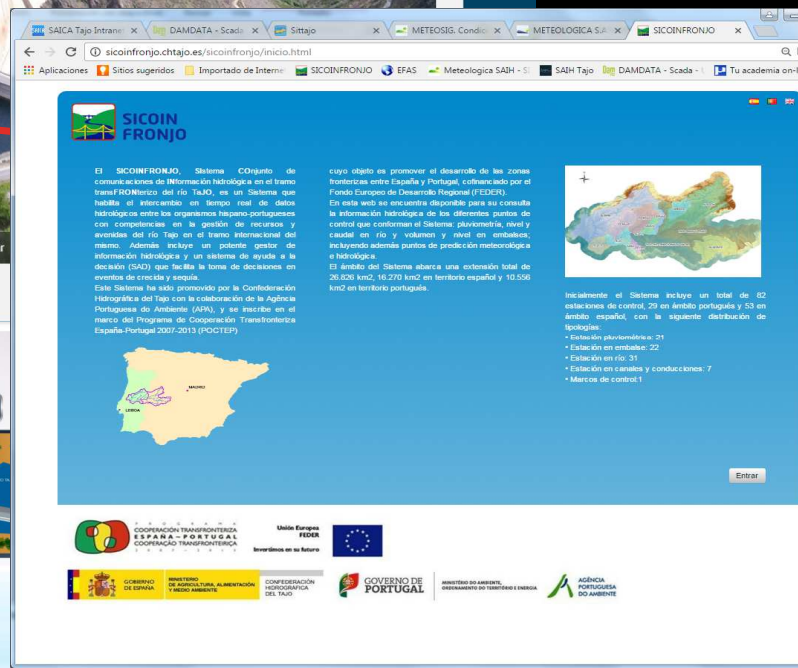 SAICA Tajo Intrane
DAMDATA - Scada
Sittajo
METEOSIG. Condic
METEOLOGICA S.A.
SICOINFRONJO
sicoinfronjo.chtajo.es/sicoinfronjo/inicio.html
Aplicaciones
Sitios sugeridos
Importado de Interne
SICOINFRONJO
EFAS
Meteologica SAIH - S
SAIH Tajo
DAMDATA - Scada -
Tu academia on-l
SICOIN
FRONJO
El SICOINFRONJO, SIstema COnjunto de
comunicaciones de INformación hidrológica en el tramo
transFRONterizo del río TaJO, es un Sistema que
habilita el intercambio en tiempo real de datos
hidrológicos entre los organismos hispano-portugueses
con competencias en la gestión de recursos y
avenidas del río Tajo en el tramo internacional del
mismo. Además incluye un potente gestor de
información hidrológica y un sistema de ayuda a la
decisión (SAD) que facilita la toma de decisiones en
eventos de crecida y sequía.
Este Sistema ha sido promovido por la Confederación
Hidrográfica del Tajo con la colaboración de la Agência
Portuguesa do Ambiente (APA), y se inscribe en el
marco del Programa de Cooperación Transfronteriza
España-Portugal 2007-2013 (POCTEP)
MADRID
LISBOA
cuyo objeto es promover el desarrollo de las zonas
fronterizas entre España y Portugal, cofinanciado por el
Fondo Europeo de Desarrollo Regional (FEDER).
En esta web se encuentra disponible para su consulta
la información hidrológica de los diferentes puntos de
control que conforman el Sistema: pluviometría, nivel y
caudal en río y volumen y nivel en embalses;
incluyendo además puntos de predicción meteorológica
e hidrológica.
El ámbito del Sistema abarca una extensión total de
26.826 km2, 16.270 km2 en territorio español y 10.556
km2 en territorio portugués.
Inicialmente el Sistema incluye un total de 82
estaciones de control, 29 en ámbito portugués y 53 en
ámbito español, con la siguiente distribución de
tipologías:
• Estación pluviométrica: 21
• Estación en embalse: 22
• Estación en río: 31
• Estación en canales y conducciones: 7
• Marcos de control:1
Entrar
PROGRAMA
COOPERACIÓN TRANSFRONTERIZA
ESPAÑA – PORTUGAL
COOPERAÇÃO TRANSFRONTEIRIÇA
2007 - 2013
Unión Europea
FEDER
Invertimos en su futuro
GOBIERNO
DE ESPAÑA
MINISTERIO
DE AGRICULTURA, ALIMENTACIÓN
Y MEDIO AMBIENTE
CONFEDERACIÓN
HIDROGRÁFICA
DEL TAJO
GOVERNO DE
PORTUGAL
MINISTÉRIO DO AMBIENTE,
ORDENAMENTO DO TERRITÓRIO E ENERGIA
AGÊNCIA
PORTUGUESA
DO AMBIENTE